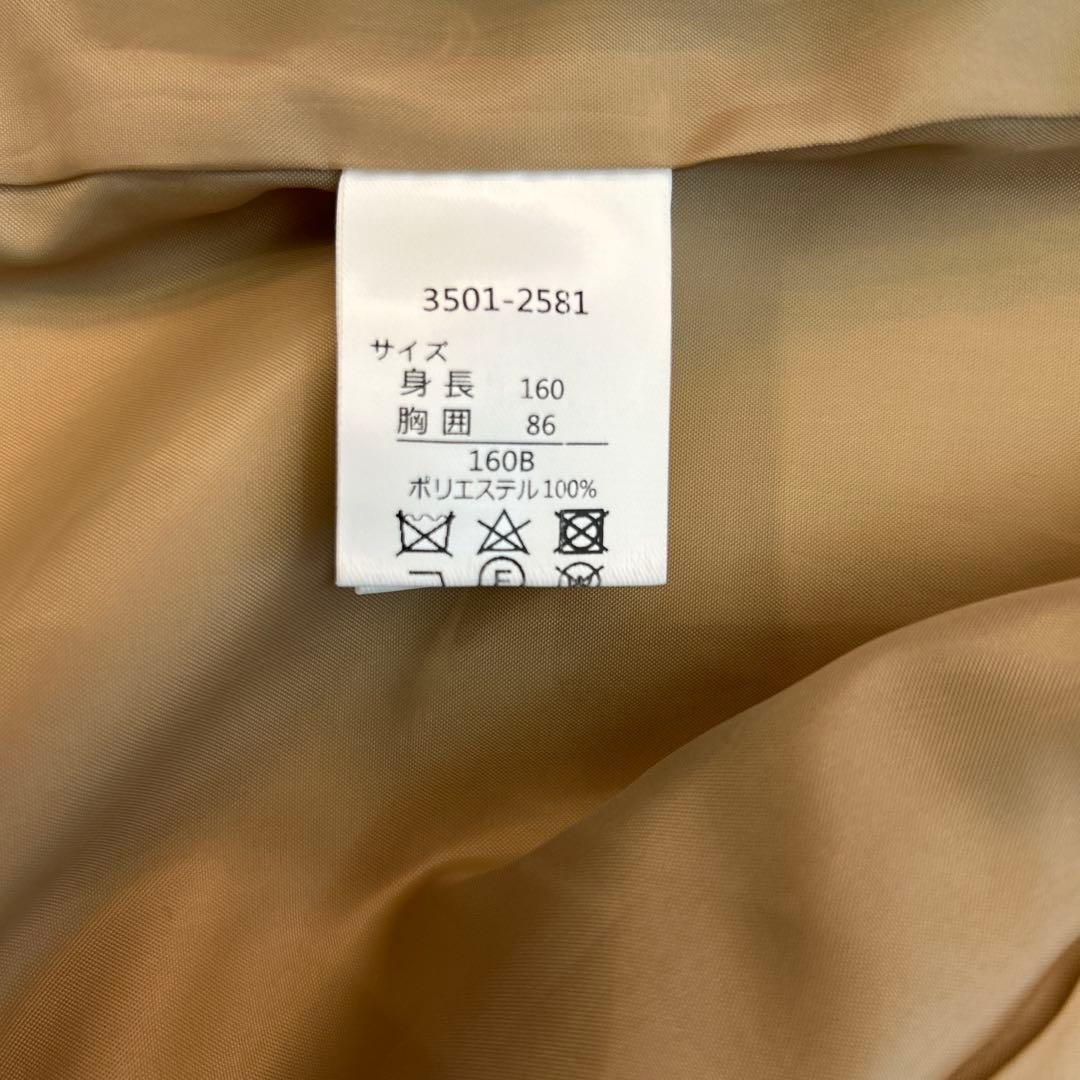 3501-2581
サイズ
身長 160
胸囲 86
160B
ポリエステル100%